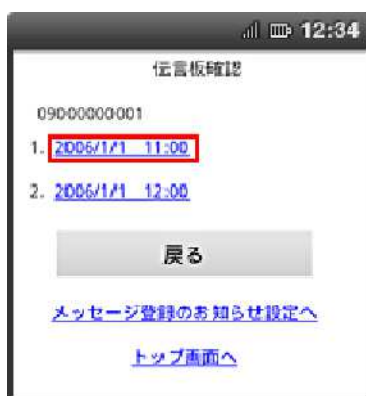 12:34
伝言板確認
09000000001
1. 2006/1/1 11:00
2. 2006/1/1 12:00
戻る
メッセージ登録のお知らせ設定へ
トップ画面へ